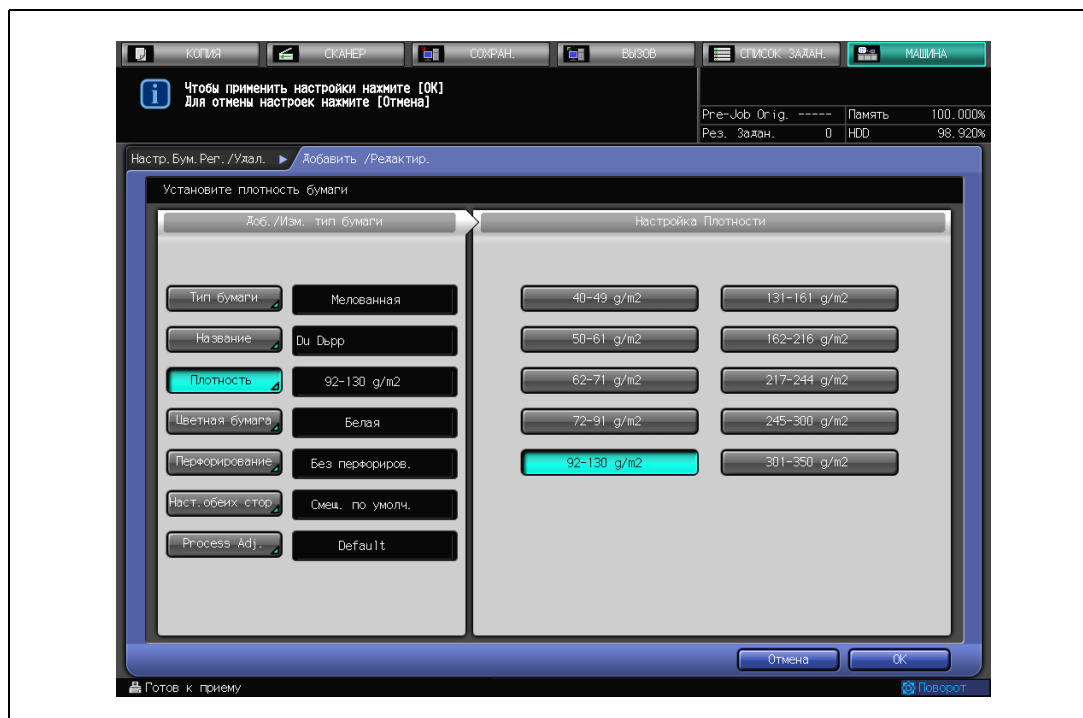 КОПИЯ СКАНЕР СОХРАН. ВЫЗОВ СПИСОК ЗАДАН. МАШИНА
Чтобы применить настройки нажмите [OK]
Для отмены настроек нажмите [Отмена]
Pre-Job Orig. ----- Память 100.000%
Рез. Задан. 0 HDD 98.920%
Настр.Бум.Рег./Удал. Добавить /Редактир.
Установите плотность бумаги
Доб./Изм. тип бумаги Настройка Плотности
Тип бумаги Мелованная 40-49 g/m2 131-161 g/m2
Название Du Dьpp 50-61 g/m2 162-216 g/m2
Плотность 92-130 g/m2 62-71 g/m2 217-244 g/m2
Цветная бумага Белая 72-91 g/m2 245-300 g/m2
Перфорирование Без перфориров. 92-130 g/m2 301-350 g/m2
Наст.обеих стор Смещ. по умолч.
Process Adj. Default
Отмена OK
Готов к приему Поворот